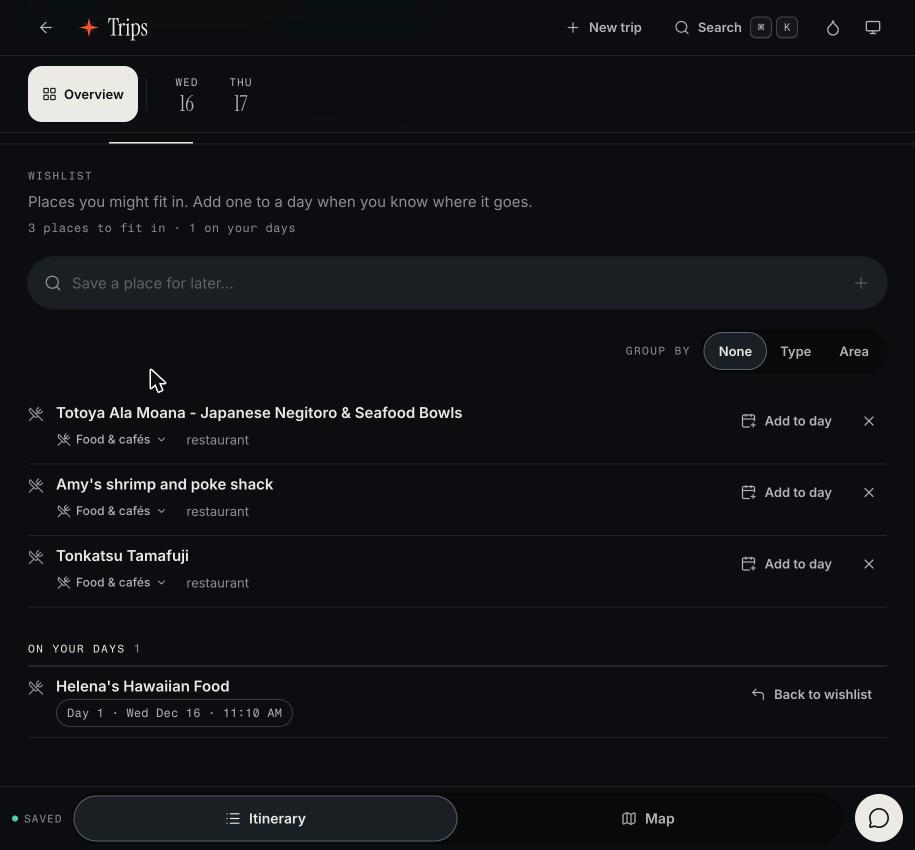 Trips
New trip
Search ⌘ K
Overview
WED
16
THU
17
WISHLIST
Places you might fit in. Add one to a day when you know where it goes.
3 places to fit in · 1 on your days
Save a place for later...
GROUP BY None Type Area
Totoya Ala Moana - Japanese Negitoro & Seafood Bowls
Food & cafés restaurant
Add to day
Amy's shrimp and poke shack
Food & cafés restaurant
Add to day
Tonkatsu Tamafuji
Food & cafés restaurant
Add to day
ON YOUR DAYS 1
Helena's Hawaiian Food
Day 1 · Wed Dec 16 · 11:10 AM
Back to wishlist
SAVED
Itinerary
Map